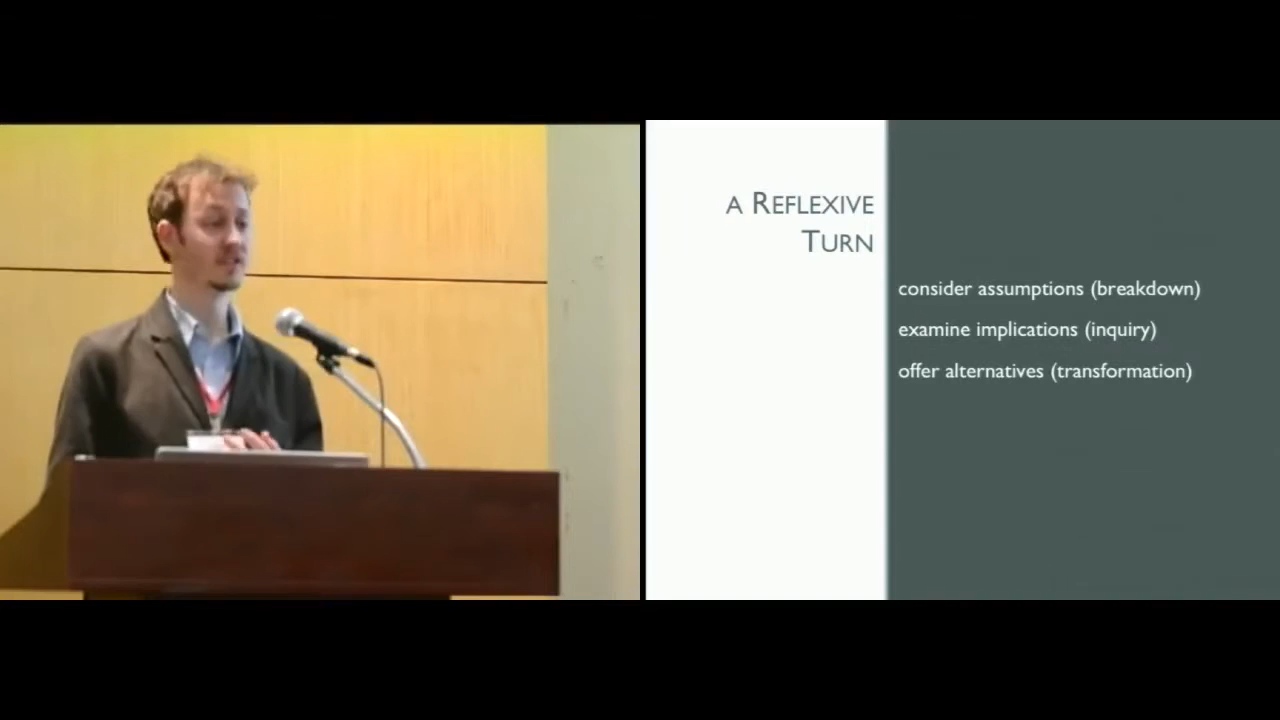 A REFLEXIVE
TURN
consider assumptions (breakdown)
examine implications (inquiry)
offer alternatives (transformation)